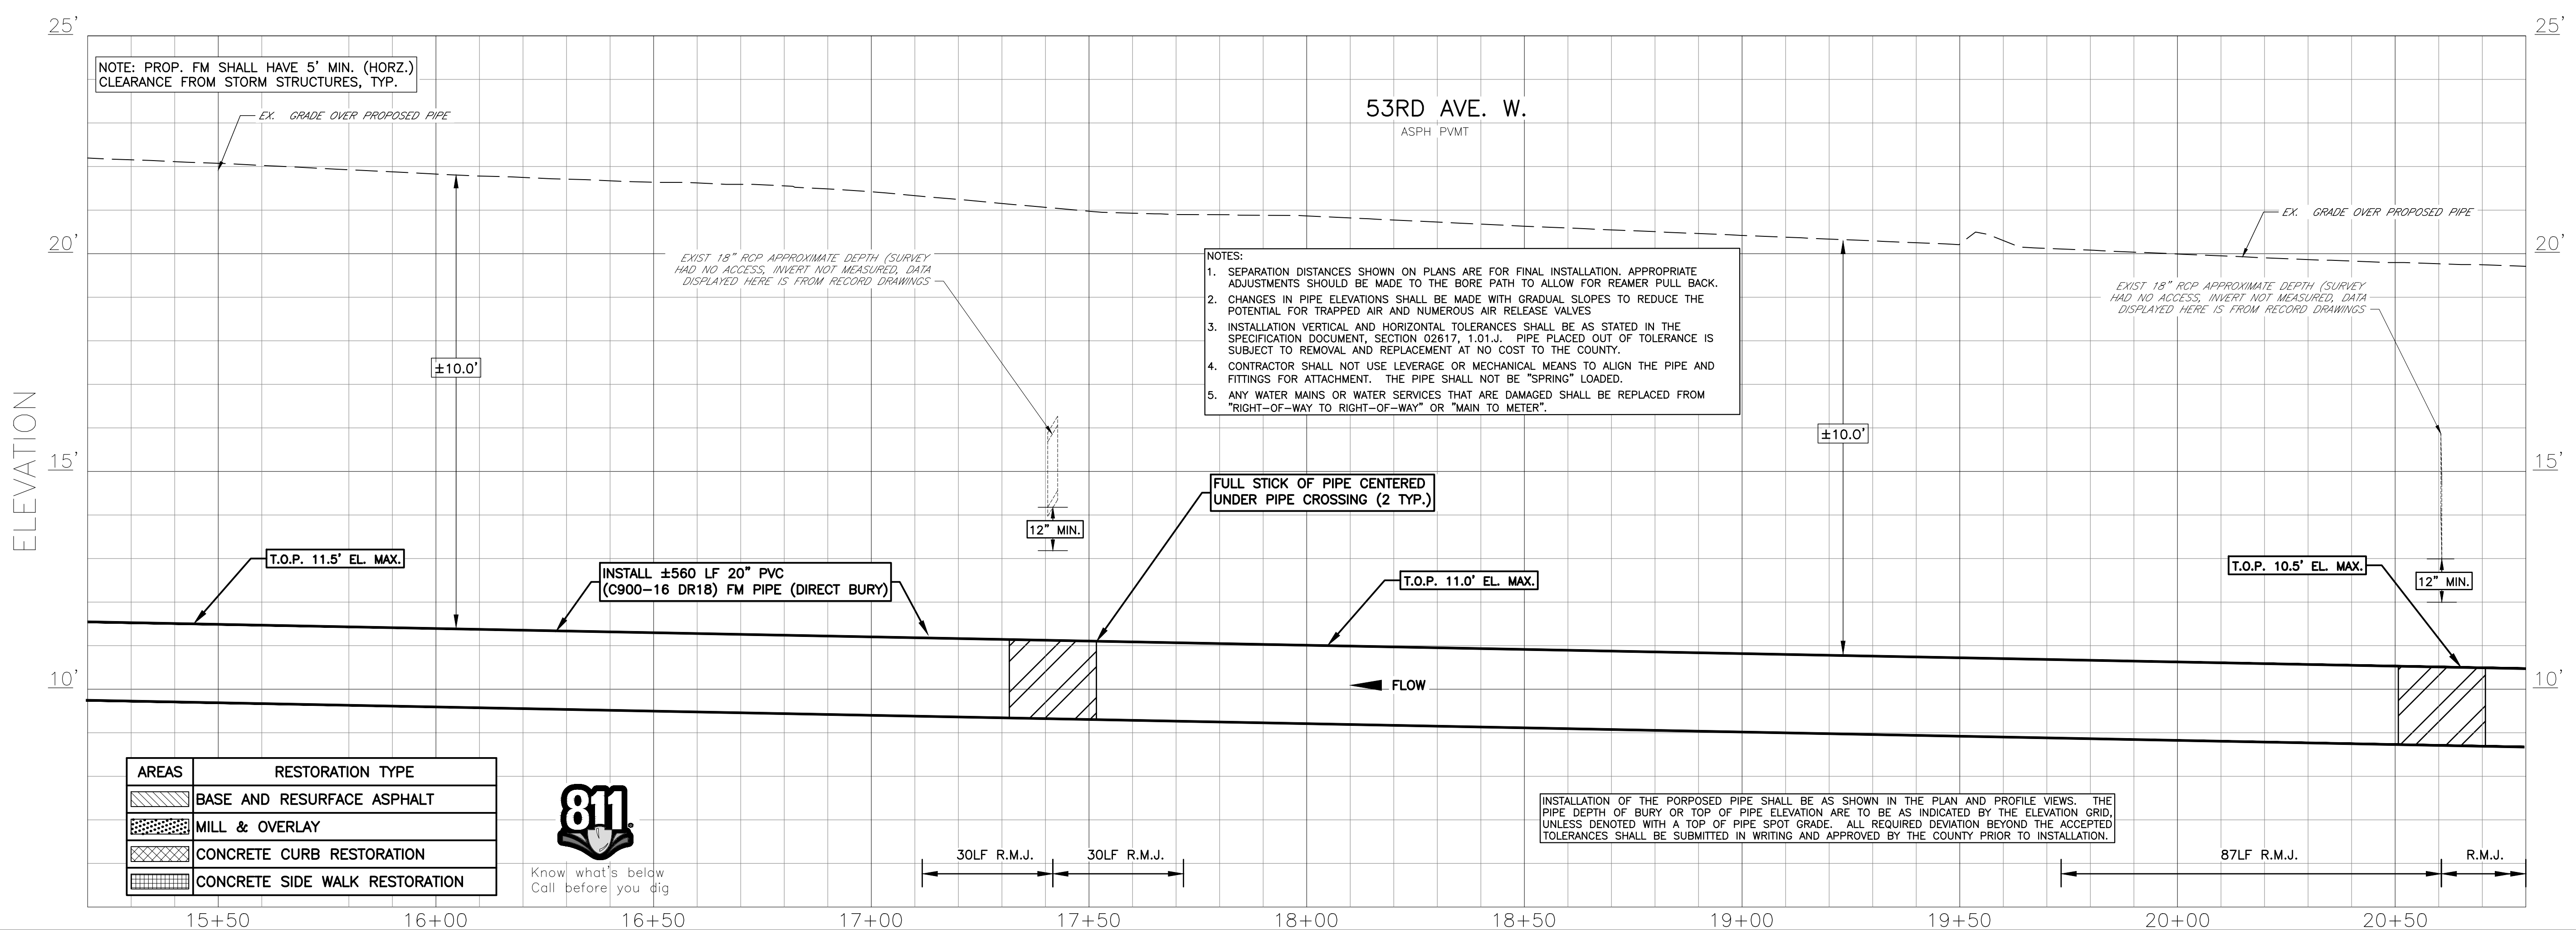 25'
25'
NOTE: PROP. FM SHALL HAVE 5' MIN. (HORZ.)
CLEARANCE FROM STORM STRUCTURES, TYP.
EX. GRADE OVER PROPOSED PIPE
53RD AVE. W.
ASPH PVMT
EX. GRADE OVER PROPOSED PIPE
20'
20'
EXIST 18" RCP APPROXIMATE DEPTH (SURVEY
HAD NO ACCESS, INVERT NOT MEASURED, DATA
DISPLAYED HERE IS FROM RECORD DRAWINGS
NOTES:
1. SEPARATION DISTANCES SHOWN ON PLANS ARE FOR FINAL INSTALLATION. APPROPRIATE
ADJUSTMENTS SHOULD BE MADE TO THE BORE PATH TO ALLOW FOR REAMER PULL BACK.
2. CHANGES IN PIPE ELEVATIONS SHALL BE MADE WITH GRADUAL SLOPES TO REDUCE THE
POTENTIAL FOR TRAPPED AIR AND NUMEROUS AIR RELEASE VALVES
3. INSTALLATION VERTICAL AND HORIZONTAL TOLERANCES SHALL BE AS STATED IN THE
SPECIFICATION DOCUMENT, SECTION 02617, 1.01.J. PIPE PLACED OUT OF TOLERANCE IS
SUBJECT TO REMOVAL AND REPLACEMENT AT NO COST TO THE COUNTY.
4. CONTRACTOR SHALL NOT USE LEVERAGE OR MECHANICAL MEANS TO ALIGN THE PIPE AND
FITTINGS FOR ATTACHMENT. THE PIPE SHALL NOT BE "SPRING" LOADED.
5. ANY WATER MAINS OR WATER SERVICES THAT ARE DAMAGED SHALL BE REPLACED FROM
"RIGHT-OF-WAY TO RIGHT-OF-WAY" OR "MAIN TO METER".
EXIST 18" RCP APPROXIMATE DEPTH (SURVEY
HAD NO ACCESS, INVERT NOT MEASURED, DATA
DISPLAYED HERE IS FROM RECORD DRAWINGS
±10.0'
±10.0'
ELEVATION
15'
15'
FULL STICK OF PIPE CENTERED
UNDER PIPE CROSSING (2 TYP.)
12" MIN.
T.O.P. 11.5' EL. MAX.
INSTALL ±560 LF 20" PVC
(C900-16 DR18) FM PIPE (DIRECT BURY)
T.O.P. 11.0' EL. MAX.
T.O.P. 10.5' EL. MAX.
12" MIN.
10'
10'
FLOW
AREAS RESTORATION TYPE
BASE AND RESURFACE ASPHALT
MILL & OVERLAY
CONCRETE CURB RESTORATION
CONCRETE SIDE WALK RESTORATION
811
Know what's below
Call before you dig
INSTALLATION OF THE PORPOSED PIPE SHALL BE AS SHOWN IN THE PLAN AND PROFILE VIEWS. THE
PIPE DEPTH OF BURY OR TOP OF PIPE ELEVATION ARE TO BE AS INDICATED BY THE ELEVATION GRID,
UNLESS DENOTED WITH A TOP OF PIPE SPOT GRADE. ALL REQUIRED DEVIATION BEYOND THE ACCEPTED
TOLERANCES SHALL BE SUBMITTED IN WRITING AND APPROVED BY THE COUNTY PRIOR TO INSTALLATION.
30LF R.M.J.
30LF R.M.J.
87LF R.M.J.
R.M.J.
15+50
16+00
16+50
17+00
17+50
18+00
18+50
19+00
19+50
20+00
20+50